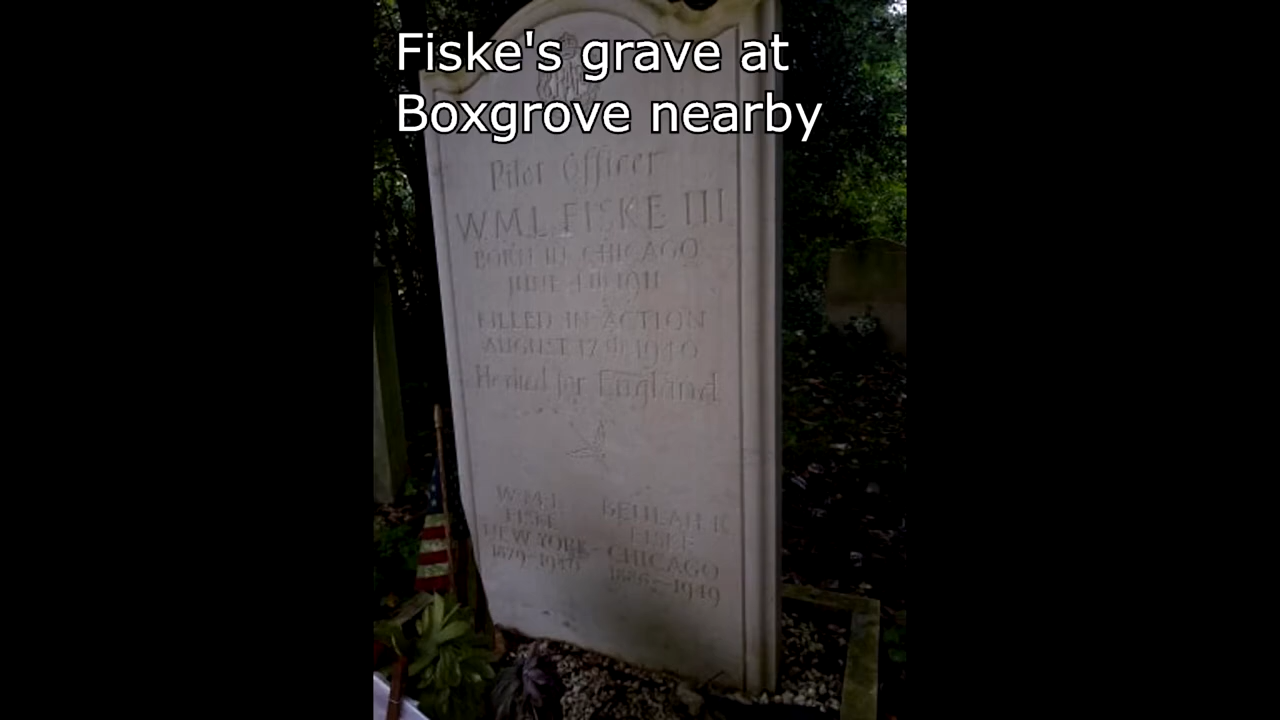 Fiske's grave at
Boxgrove nearby
Pilot Officer
W.M.L. FISKE III
BORN IN CHICAGO
JUNE 4TH 1911
KILLED IN ACTION
AUGUST 17TH 1940
He died for England
W.M.L.
FISKE
NEW YORK
1879-1940
BEULAH R.
FISKE
CHICAGO
1949